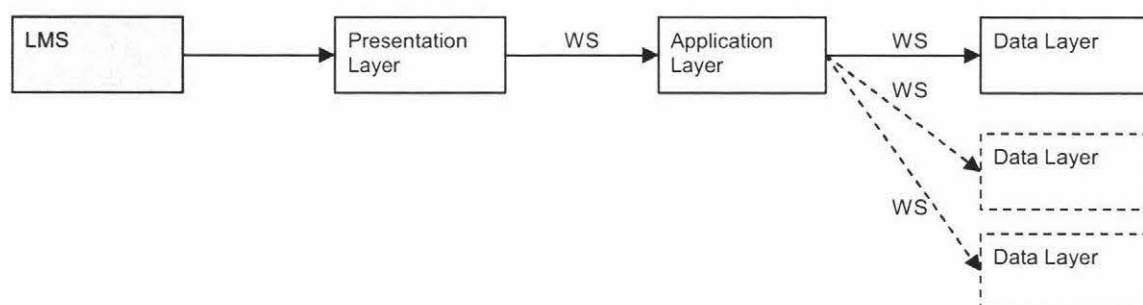 LMS
Presentation
Layer
WS
Application
Layer
WS
Data Layer
WS
Data Layer
WS
Data Layer